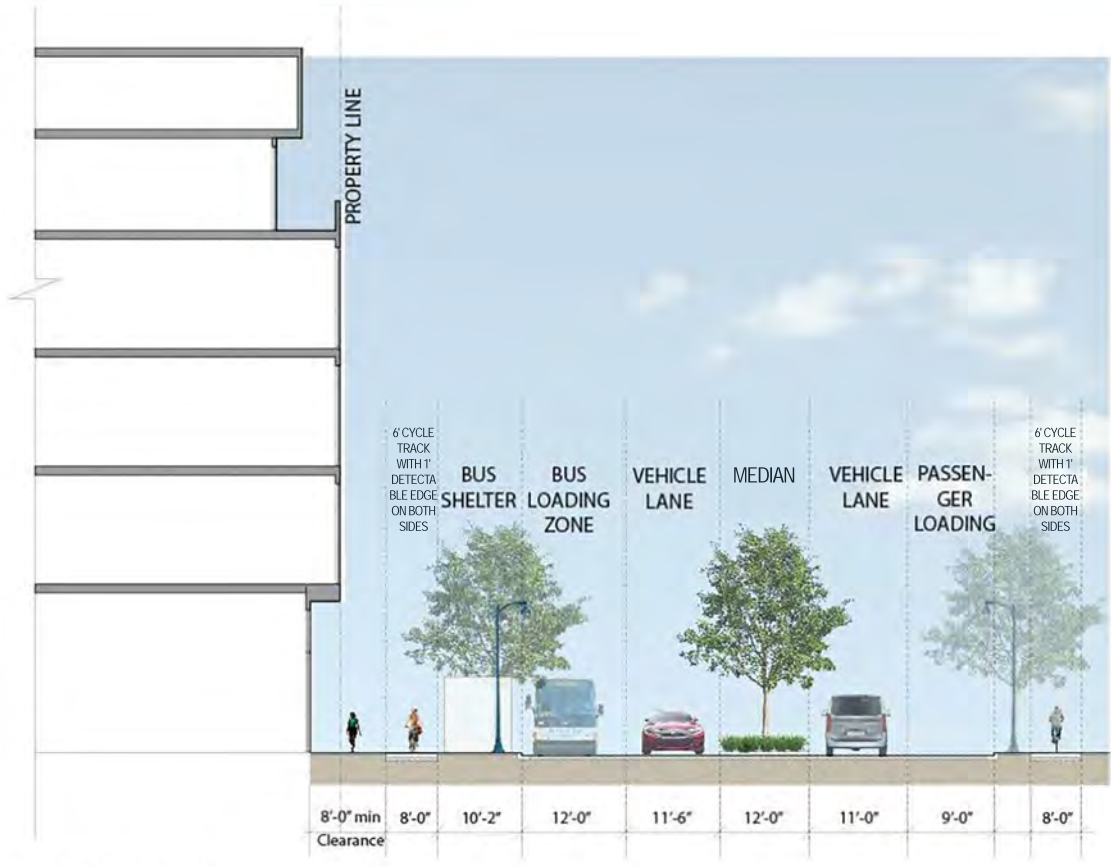 PROPERTY LINE
6' CYCLE
TRACK
WITH 1'
DETECTA
BLE EDGE
ON BOTH
SIDES
BUS
SHELTER
BUS
LOADING
ZONE
VEHICLE
LANE
MEDIAN
VEHICLE
LANE
PASSEN-
GER
LOADING
6' CYCLE
TRACK
WITH 1'
DETECTA
BLE EDGE
ON BOTH
SIDES
8'-0" min
Clearance
8'-0"
10'-2"
12'-0"
11'-6"
12'-0"
11'-0"
9'-0"
8'-0"